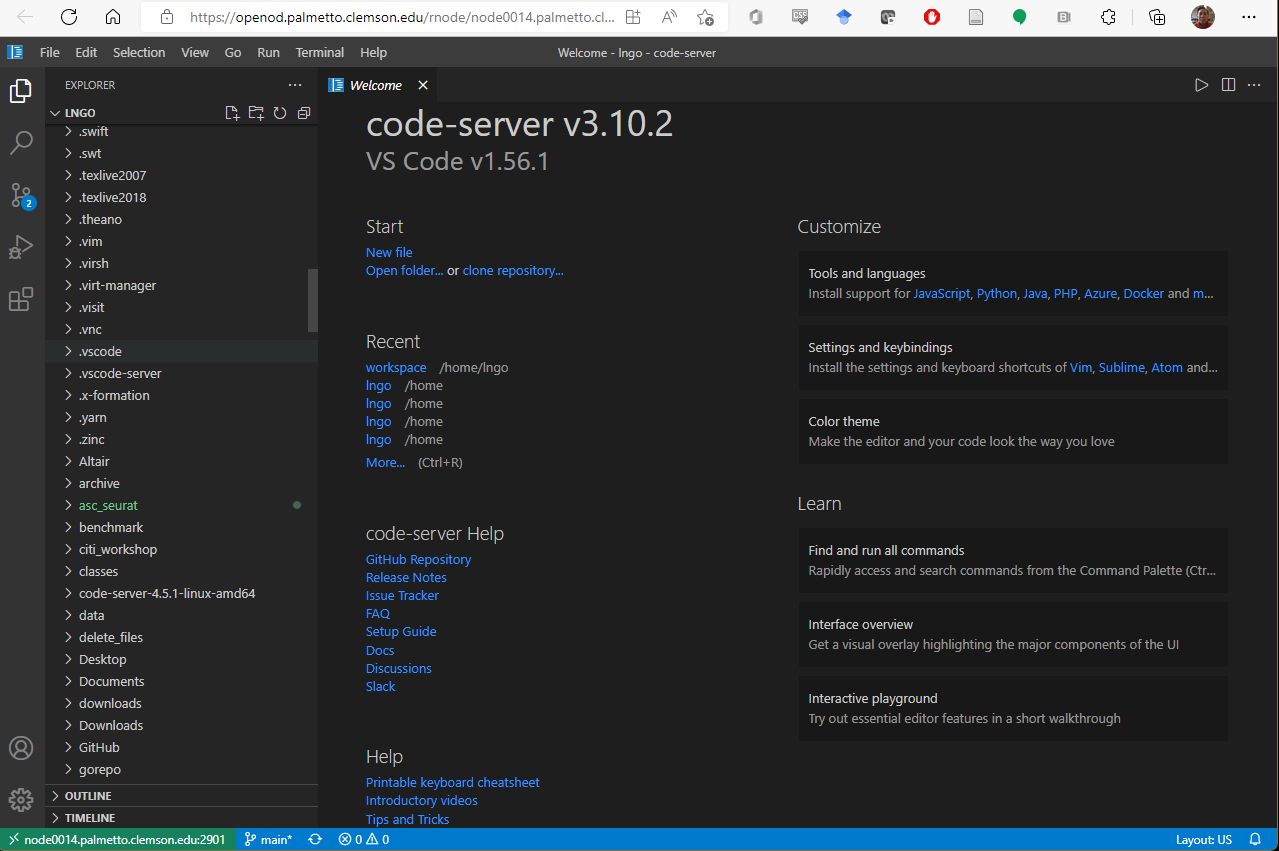 https://openod.palmetto.clemson.edu/rnode/node0014.palmetto.cl...
File Edit Selection View Go Run Terminal Help
Welcome - lngo - code-server
EXPLORER
LNGO
.swift
.swt
.texlive2007
.texlive2018
.theano
.vim
.virsh
.virt-manager
.visit
.vnc
.vscode
.vscode-server
.x-formation
.yarn
.zinc
Altair
archive
asc_seurat
benchmark
citi_workshop
classes
code-server-4.5.1-linux-amd64
data
delete_files
Desktop
Documents
downloads
Downloads
GitHub
gorepo
OUTLINE
TIMELINE
2
Welcome
code-server v3.10.2
VS Code v1.56.1
Start
New file
Open folder... or clone repository...
Recent
workspace /home/lngo
lngo /home
lngo /home
lngo /home
lngo /home
More... (Ctrl+R)
code-server Help
GitHub Repository
Release Notes
Issue Tracker
FAQ
Setup Guide
Docs
Discussions
Slack
Help
Printable keyboard cheatsheet
Introductory videos
Tips and Tricks
Customize
Tools and languages
Install support for JavaScript, Python, Java, PHP, Azure, Docker and m...
Settings and keybindings
Install the settings and keyboard shortcuts of Vim, Sublime, Atom and...
Color theme
Make the editor and your code look the way you love
Learn
Find and run all commands
Rapidly access and search commands from the Command Palette (Ctr...
Interface overview
Get a visual overlay highlighting the major components of the UI
Interactive playground
Try out essential editor features in a short walkthrough
node0014.palmetto.clemson.edu:2901 main* 0 0 Layout: US